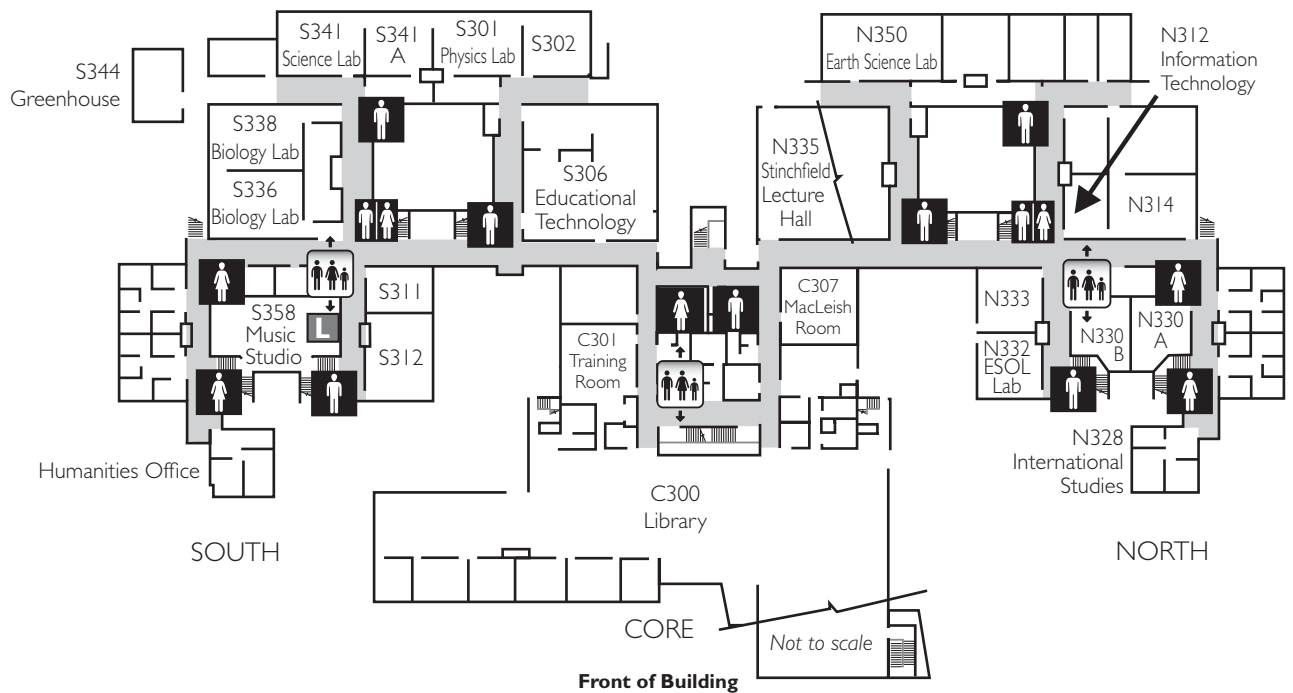 S344
Greenhouse
S341
Science Lab
S341
A
S301
Physics Lab
S302
S338
Biology Lab
S336
Biology Lab
S306
Educational
Technology
S358
Music
Studio
L
S311
S312
Humanities Office
SOUTH
C301
Training
Room
C307
MacLeish
Room
C300
Library
CORE
Not to scale
Front of Building
N350
Earth Science Lab
N312
Information
Technology
N335
Stinchfield
Lecture
Hall
N314
N333
N332
ESOL
Lab
N330
B
N330
A
N328
International
Studies
NORTH